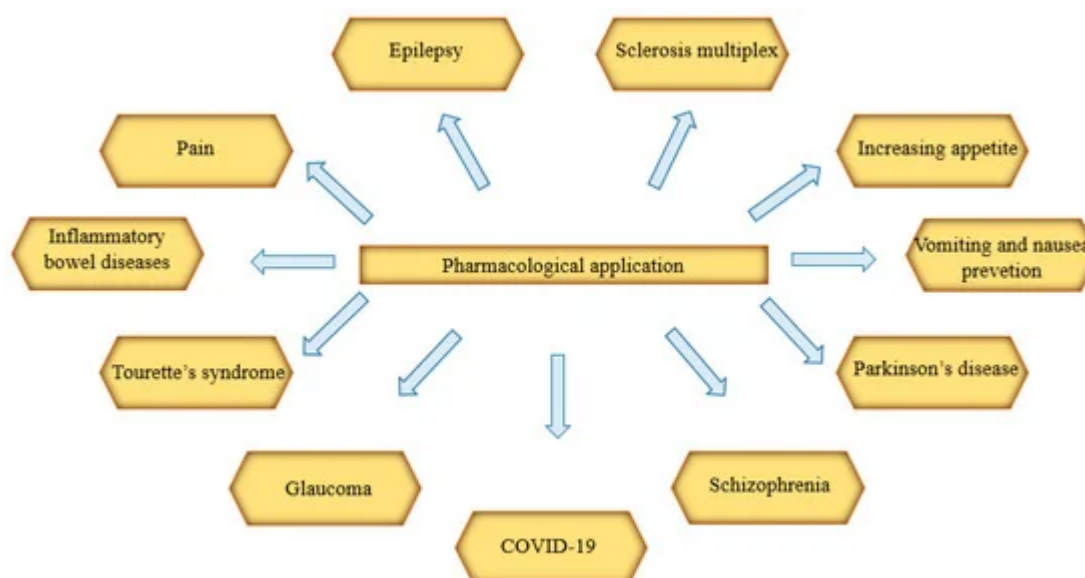 Epilepsy
Sclerosis multiplex
Pain
Increasing appetite
Inflammatory
bowel diseases
Vomiting and nausea
prevetion
Pharmacological application
Tourette's syndrome
Parkinson's disease
Glaucoma
Schizophrenia
COVID-19